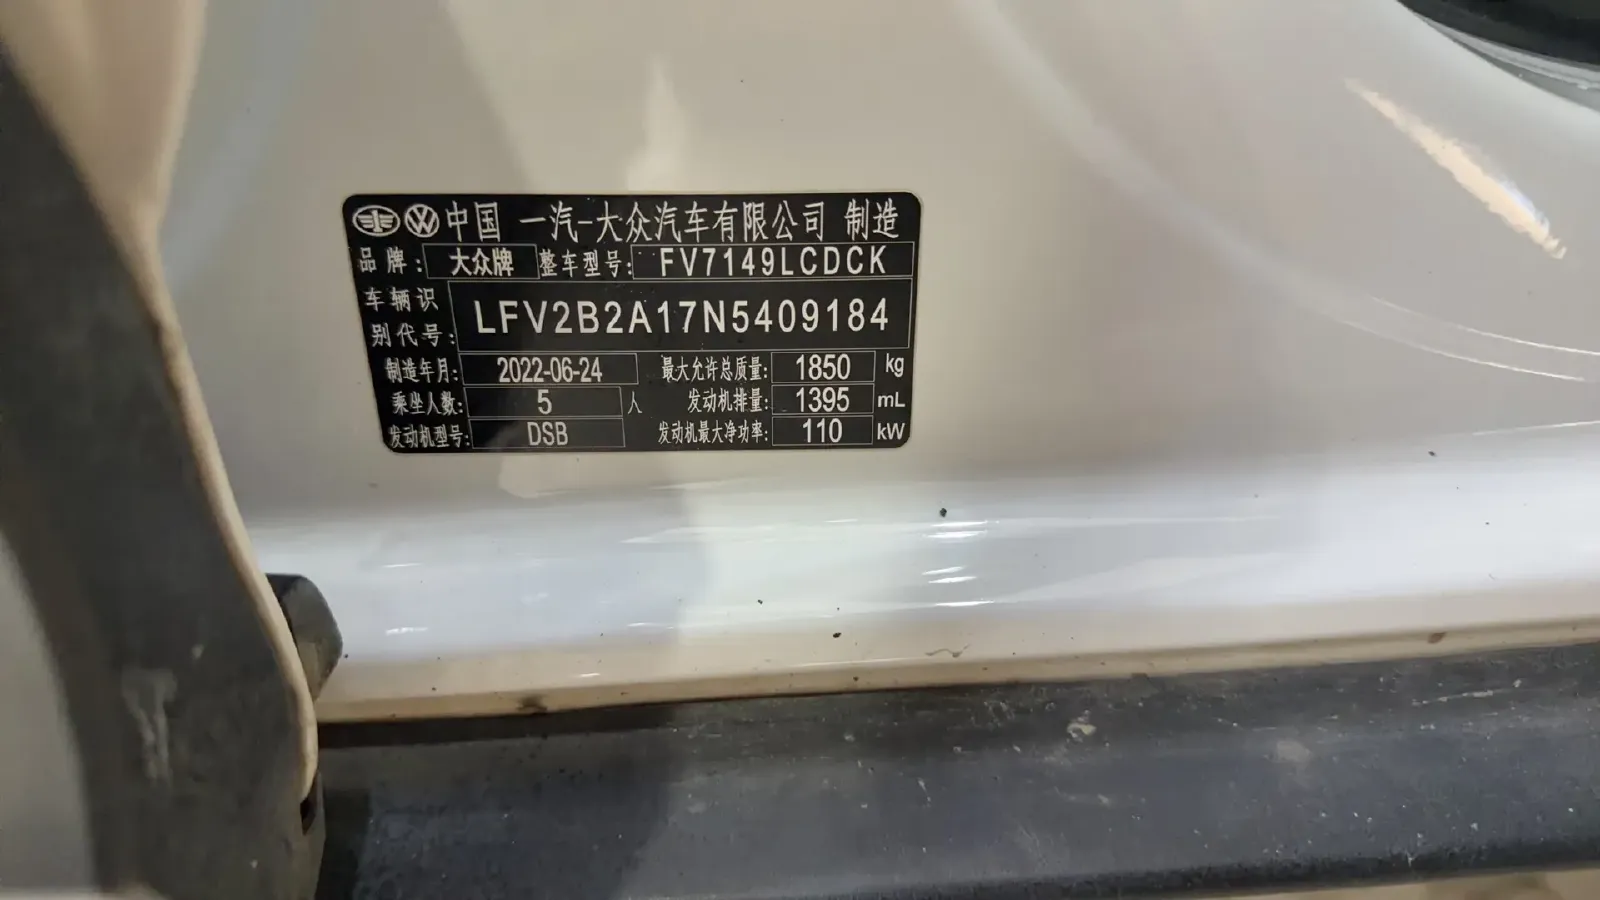 中国 一汽-大众汽车有限公司 制造
品牌: 大众牌 整车型号: FV7149LCDCK
车辆识别代号: LFV2B2A17N5409184
制造年月: 2022-06-24 最大允许总质量: 1850 kg
乘坐人数: 5 人 发动机排量: 1395 mL
发动机型号: DSB 发动机最大净功率: 110 kW